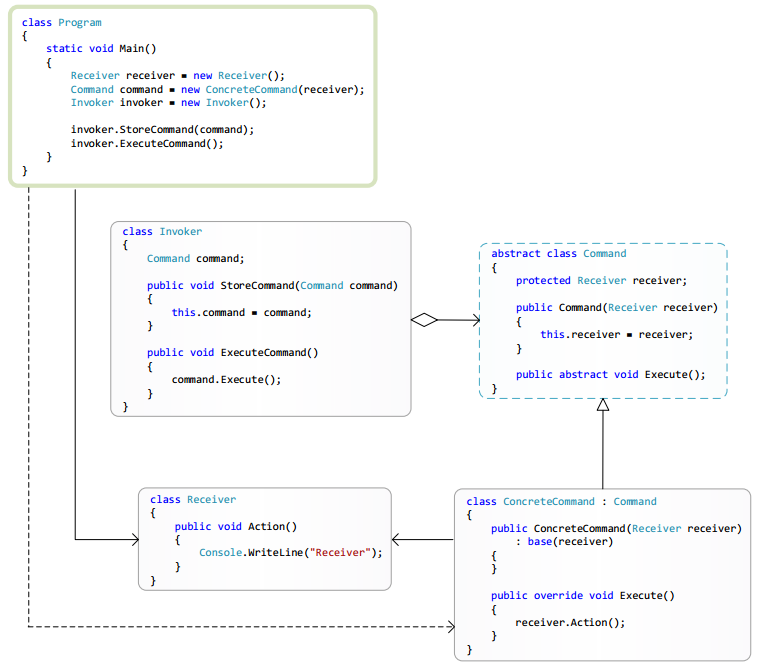 class Program
{
    static void Main()
    {
        Receiver receiver = new Receiver();
        Command command = new ConcreteCommand(receiver);
        Invoker invoker = new Invoker();

        invoker.StoreCommand(command);
        invoker.ExecuteCommand();
    }
}
class Invoker
{
    Command command;

    public void StoreCommand(Command command)
    {
        this.command = command;
    }

    public void ExecuteCommand()
    {
        command.Execute();
    }
}
abstract class Command
{
    protected Receiver receiver;

    public Command(Receiver receiver)
    {
        this.receiver = receiver;
    }

    public abstract void Execute();
}
class Receiver
{
    public void Action()
    {
        Console.WriteLine("Receiver");
    }
}
class ConcreteCommand : Command
{
    public ConcreteCommand(Receiver receiver)
        : base(receiver)
    {
    }

    public override void Execute()
    {
        receiver.Action();
    }
}